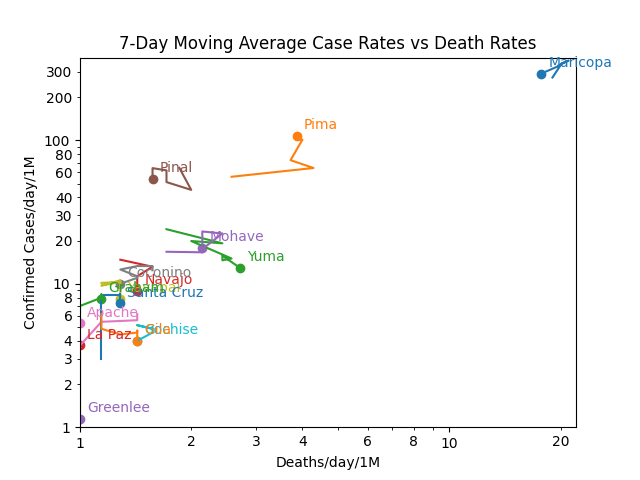 7-Day Moving Average Case Rates vs Death Rates
Confirmed Cases/day/1M
300
200
100
80
60
40
30
20
10
8
6
4
3
2
1
Maricopa
Pima
Pinal
Mohave
Yuma
Coconino
Navajo
Graham
Santa Cruz
Apache
Gila
Cochise
La Paz
Greenlee
1
2
3
4
6
8
10
20
Deaths/day/1M